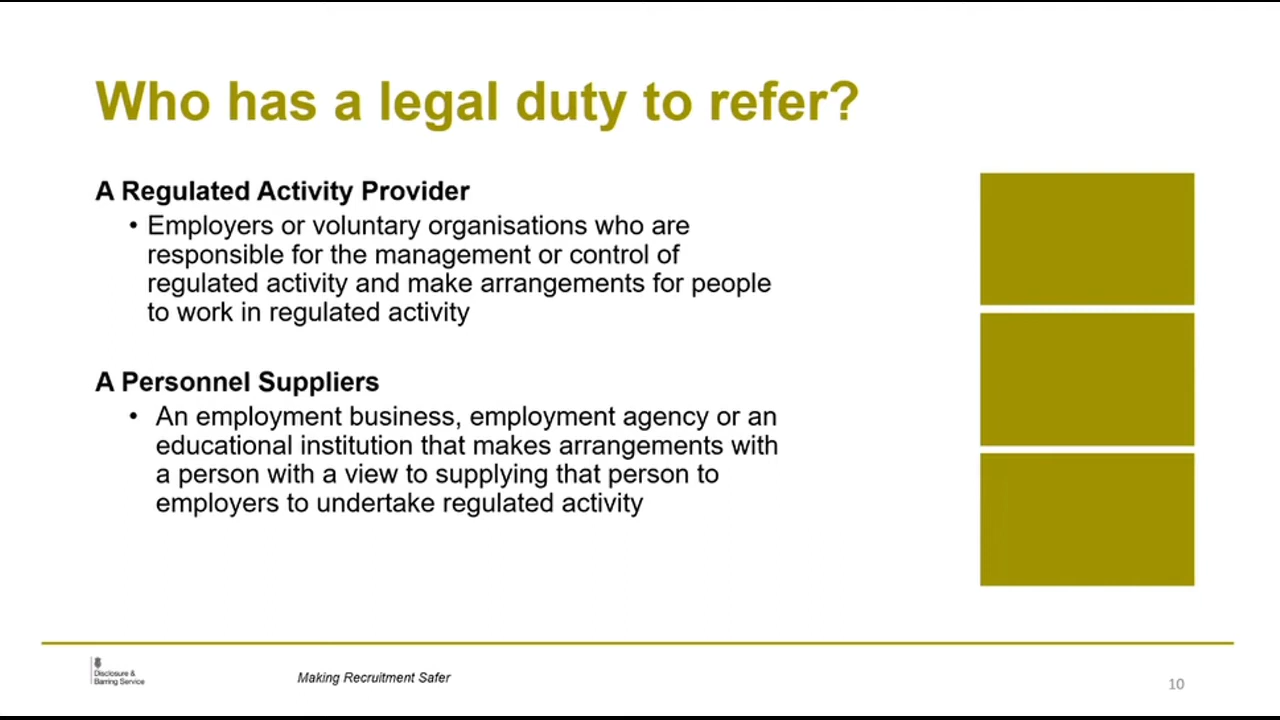 Who has a legal duty to refer?
A Regulated Activity Provider
• Employers or voluntary organisations who are
responsible for the management or control of
regulated activity and make arrangements for people
to work in regulated activity
A Personnel Suppliers
• An employment business, employment agency or an
educational institution that makes arrangements with
a person with a view to supplying that person to
employers to undertake regulated activity
Disclosure &
Barring Service
Making Recruitment Safer
10